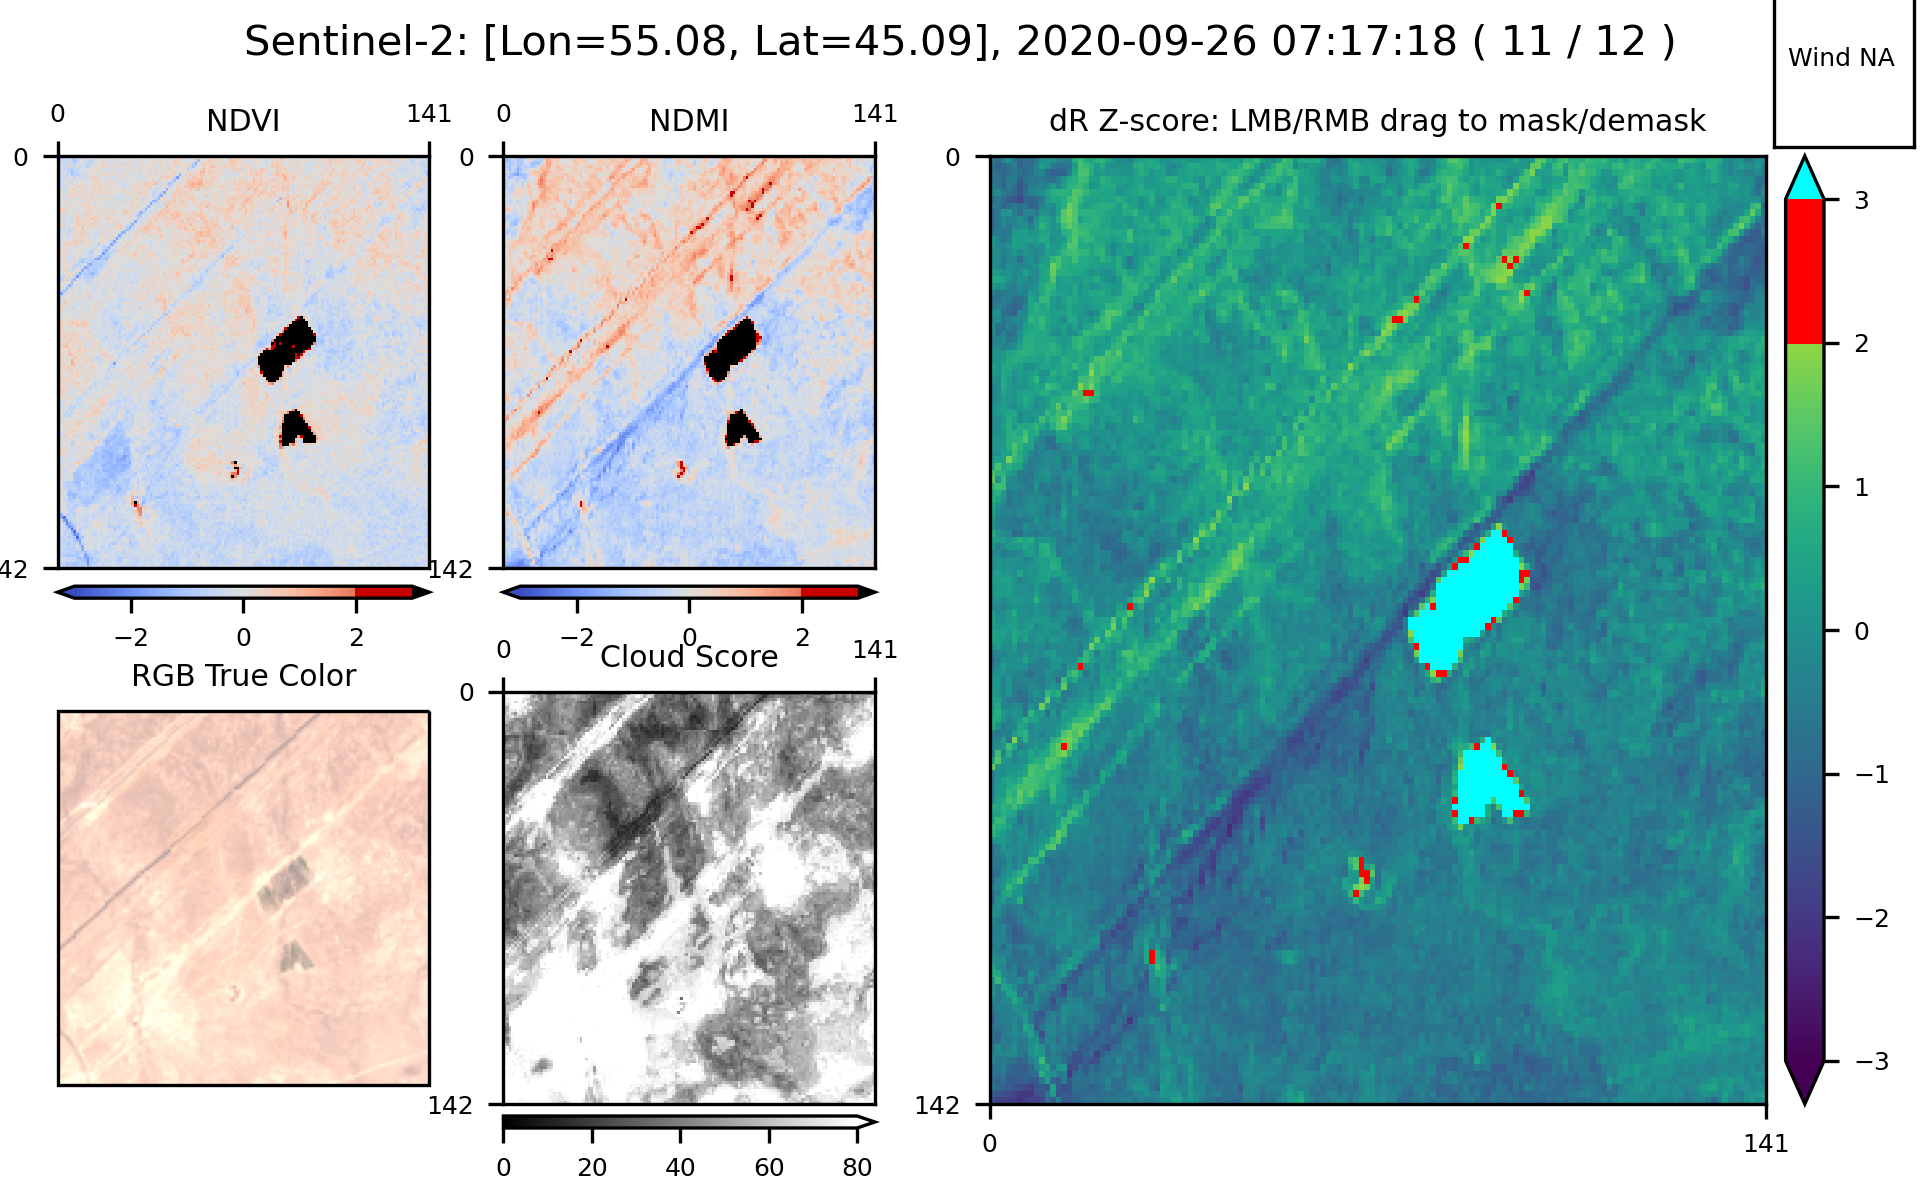 Sentinel-2: [Lon=55.08, Lat=45.09], 2020-09-26 07:17:18 ( 11 / 12 )
Wind NA
0 NDVI 141
0
42
−2 0 2
0 NDMI 141
0
142
−2 0 2
dR Z-score: LMB/RMB drag to mask/demask
0
142
0 141
3
2
1
0
−1
−2
−3
RGB True Color
0 Cloud Score 141
0
142
0 20 40 60 80